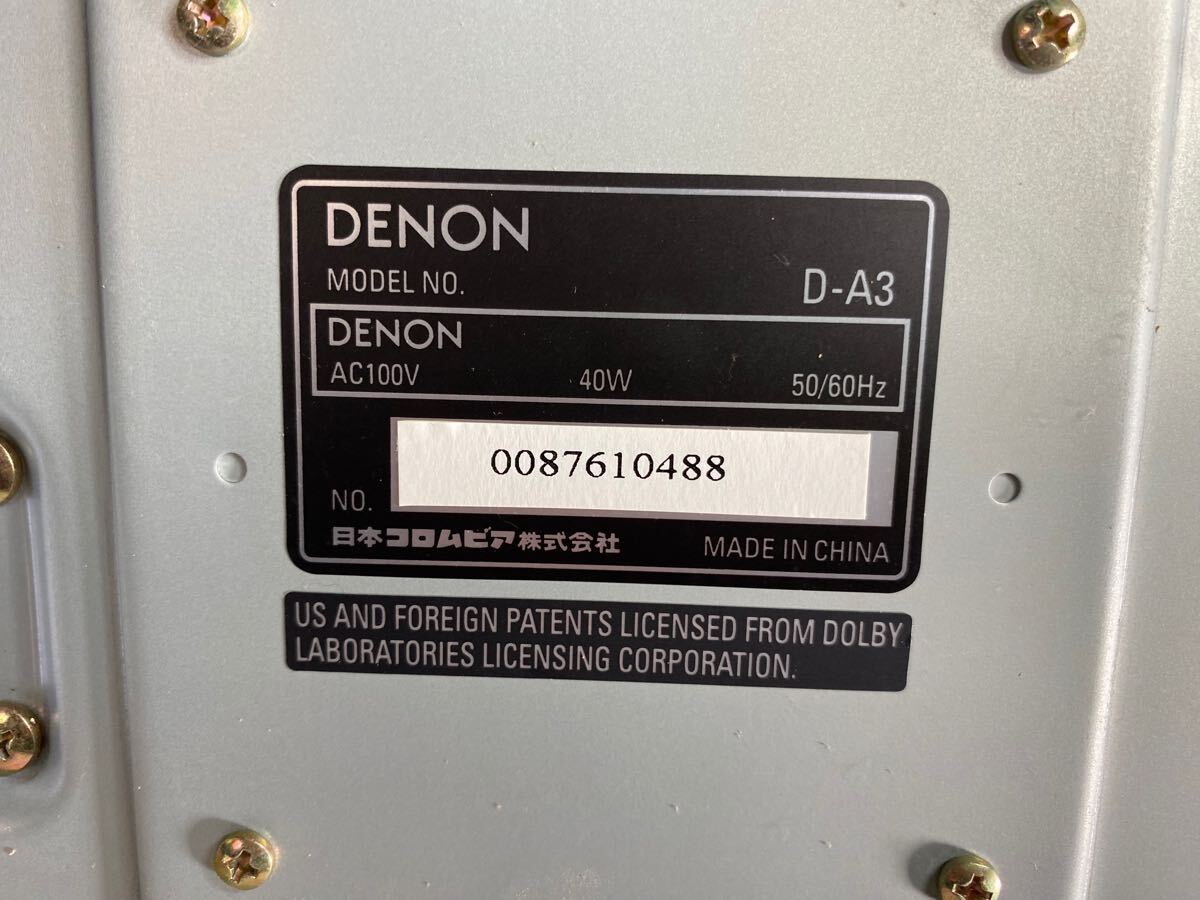 DENON
MODEL NO. D-A3
DENON
AC100V 40W 50/60Hz
NO. 0087610488
日本コロムビア株式会社 MADE IN CHINA
US AND FOREIGN PATENTS LICENSED FROM DOLBY
LABORATORIES LICENSING CORPORATION.